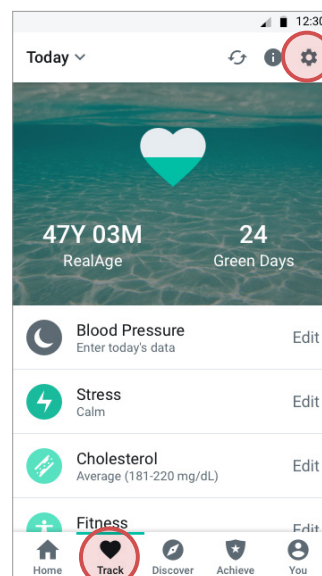 12:30
Today
47Y 03M
RealAge
24
Green Days
Blood Pressure
Enter today's data
Edit
Stress
Calm
Edit
Cholesterol
Average (181-220 mg/dL)
Edit
Fitness
Edit
Home
Track
Discover
Achieve
You